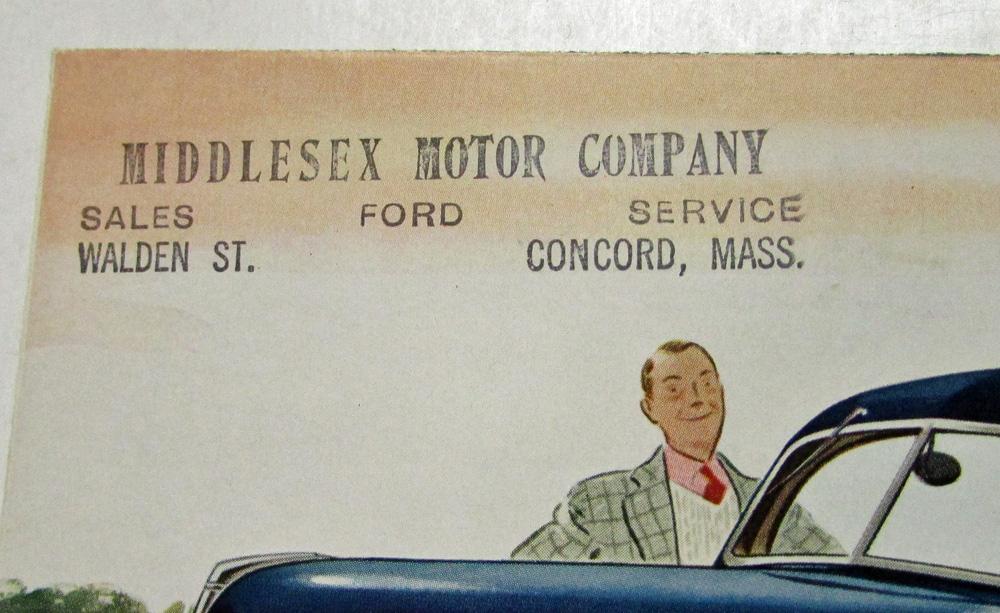 MIDDLESEX MOTOR COMPANY
SALES FORD SERVICE
WALDEN ST. CONCORD, MASS.